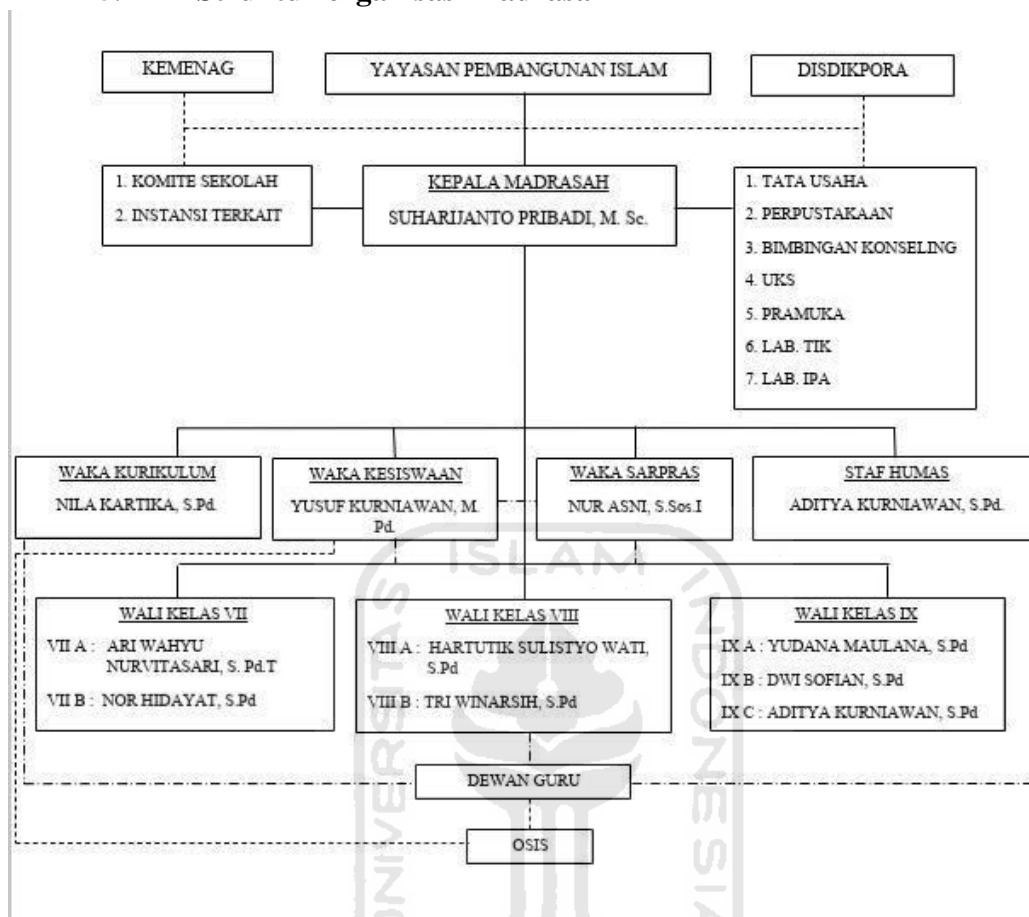 KEMENAG
YAYASAN PEMBANGUNAN ISLAM
DISDIKPORA
1. KOMITE SEKOLAH
2. INSTANSI TERKAIT
KEPALA MADRASAH
SUHARIJANTO PRIBADI, M. Sc.
1. TATA USAHA
2. PERPUSTAKAAN
3. BIMBINGAN KONSELING
4. UKS
5. PRAMUKA
6. LAB. TIK
7. LAB. IPA
WAKA KURIKULUM
NILA KARTIKA, S.Pd.
WAKA KESISWAAN
YUSUF KURNIAWAN, M.
Pd.
WAKA SARPRAS
NUR ASNI, S.Sos.I
STAF HUMAS
ADITYA KURNIAWAN, S.Pd.
WALI KELAS VII
VII A : ARI WAHYU
NURVITASARI, S. Pd.T
VII B : NOR HIDAYAT, S.Pd
WALI KELAS VIII
VIII A : HARTUTIK SULISTYO WATI,
S.Pd
VIII B : TRI WINARSIH, S.Pd
WALI KELAS IX
IX A : YUDANA MAULANA, S.Pd
IX B : DWI SOFIAN, S.Pd
IX C : ADITYA KURNIAWAN, S.Pd
DEWAN GURU
OSIS
ISLAM
UNIVERSITAS
INDONESIA